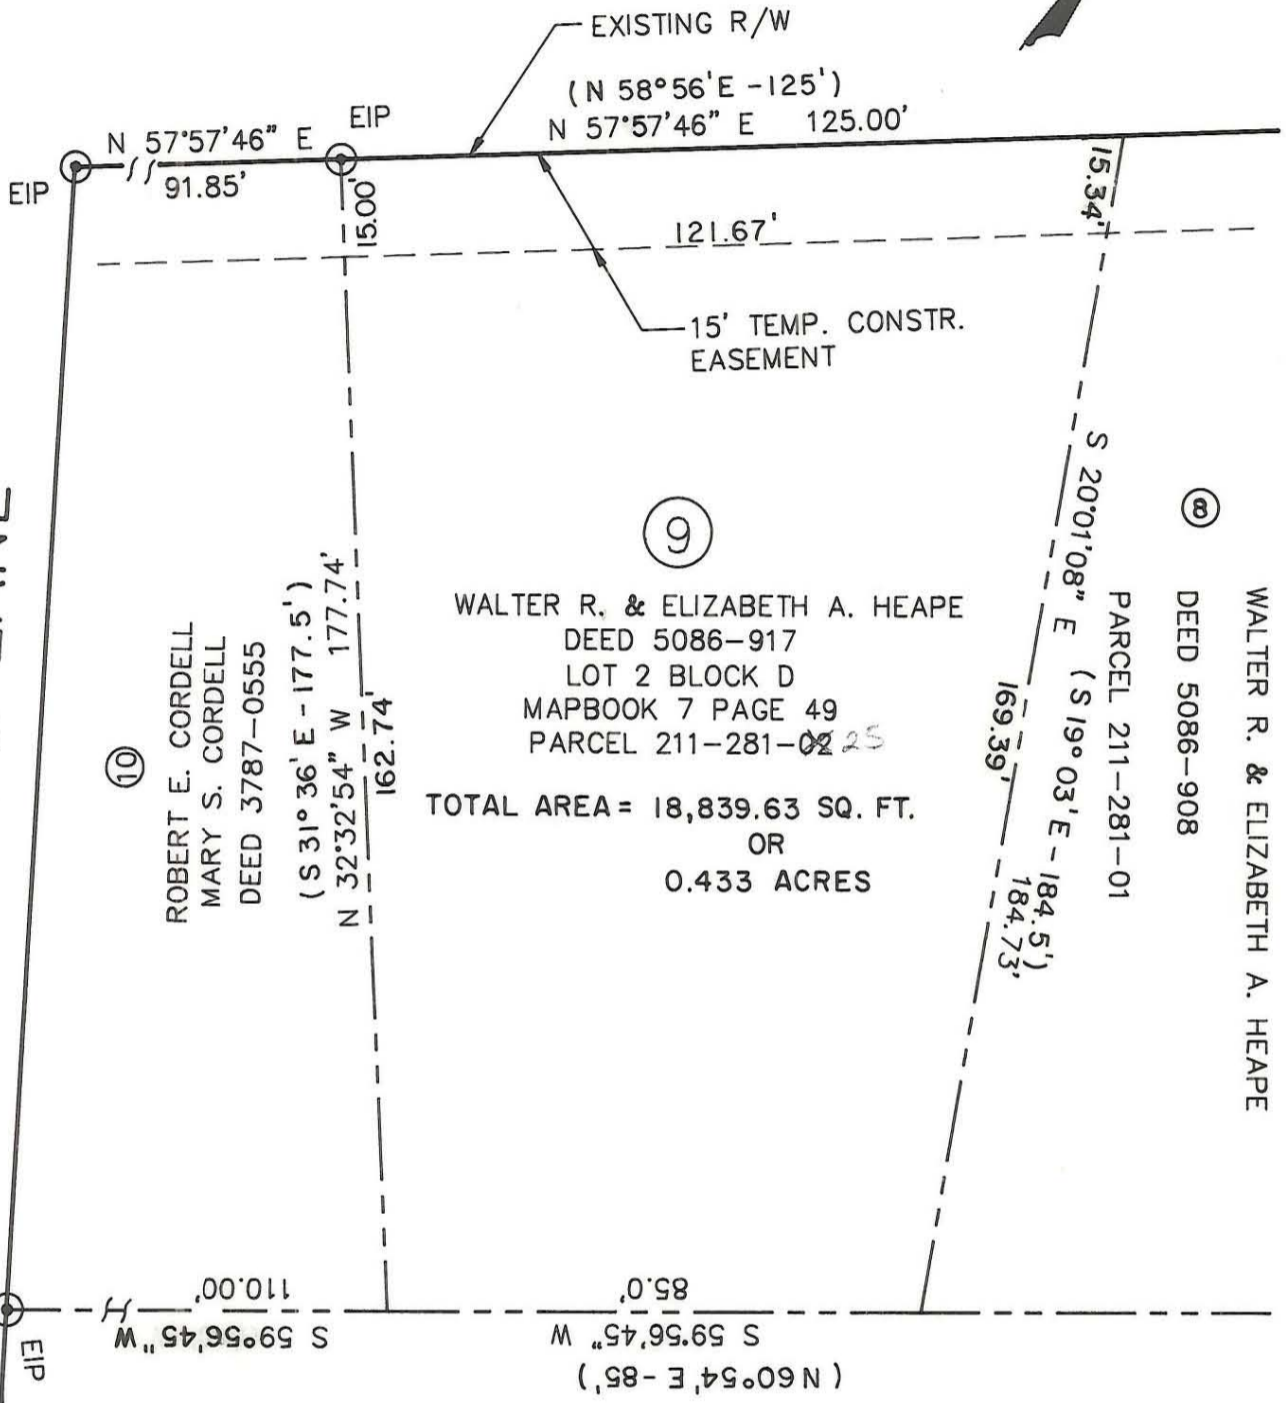 EXISTING R/W
(N 58°56'E -125')
N 57°57'46" E 125.00'
N 57°57'46" E
EIP
EIP
91.85'
15.00'
121.67'
15.34'
15' TEMP. CONSTR.
EASEMENT
9
WALTER R. & ELIZABETH A. HEAPE
DEED 5086-917
LOT 2 BLOCK D
MAPBOOK 7 PAGE 49
PARCEL 211-281-02 25
TOTAL AREA = 18,839.63 SQ. FT.
OR
0.433 ACRES
10
ROBERT E. CORDELL
MARY S. CORDELL
DEED 3787-0555
(S 31°36'E -177.5')
N 32°32'54" W 177.74'
162.74'
S 20°01'08" E (S 19°03'E -184.5')
184.73'
169.39'
8
WALTER R. & ELIZABETH A. HEAPE
DEED 5086-908
PARCEL 211-281-01
110.00'
S 59°56'45" W
85.0'
S 59°56'45" W
(N 60°54'E -85')
EIP